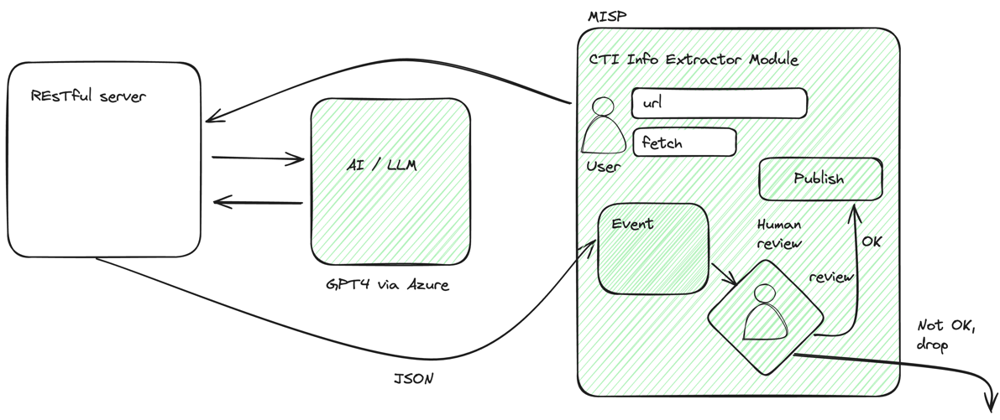 MISP
CTI Info Extractor Module
REsTful server
url
fetch
AI / LLM
User
Publish
Event
Human
review
OK
review
GPT4 via Azure
Not OK,
drop
JSON